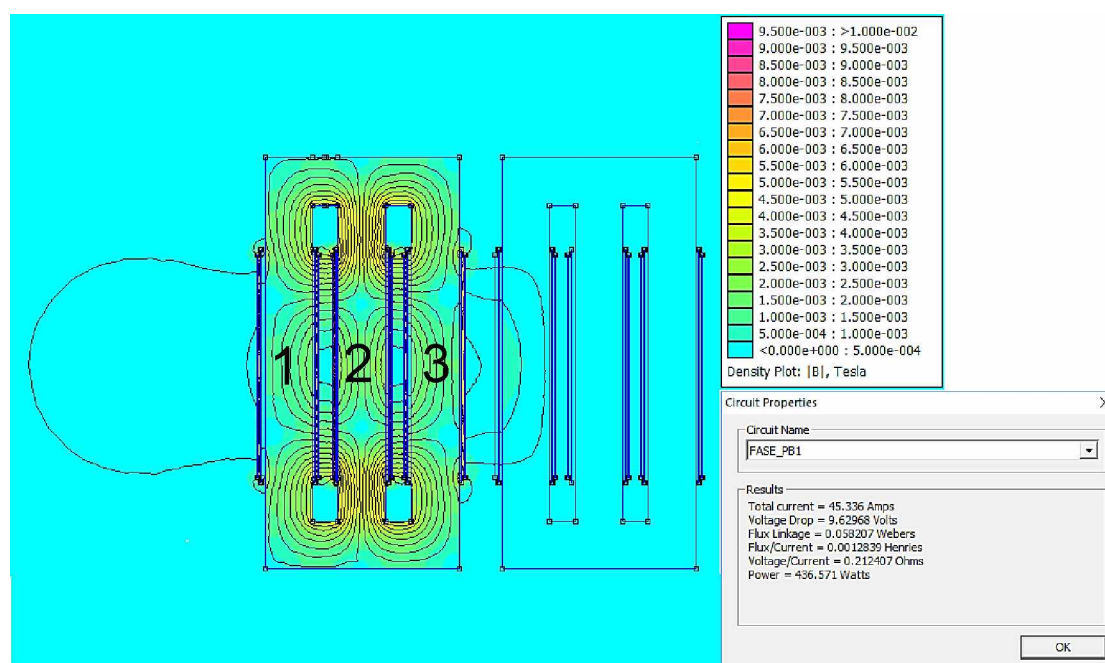 9.500e-003 : >1.000e-002
9.000e-003 : 9.500e-003
8.500e-003 : 9.000e-003
8.000e-003 : 8.500e-003
7.500e-003 : 8.000e-003
7.000e-003 : 7.500e-003
6.500e-003 : 7.000e-003
6.000e-003 : 6.500e-003
5.500e-003 : 6.000e-003
5.000e-003 : 5.500e-003
4.500e-003 : 5.000e-003
4.000e-003 : 4.500e-003
3.500e-003 : 4.000e-003
3.000e-003 : 3.500e-003
2.500e-003 : 3.000e-003
2.000e-003 : 2.500e-003
1.500e-003 : 2.000e-003
1.000e-003 : 1.500e-003
5.000e-004 : 1.000e-003
<0.000e+000 : 5.000e-004
Density Plot: |B|, Tesla
1 2 3
Circuit Properties
Circuit Name
FASE_PB1
Results
Total current = 45.336 Amps
Voltage Drop = 9.62968 Volts
Flux Linkage = 0.058207 Webers
Flux/Current = 0.0012839 Henries
Voltage/Current = 0.212407 Ohms
Power = 436.571 Watts
OK